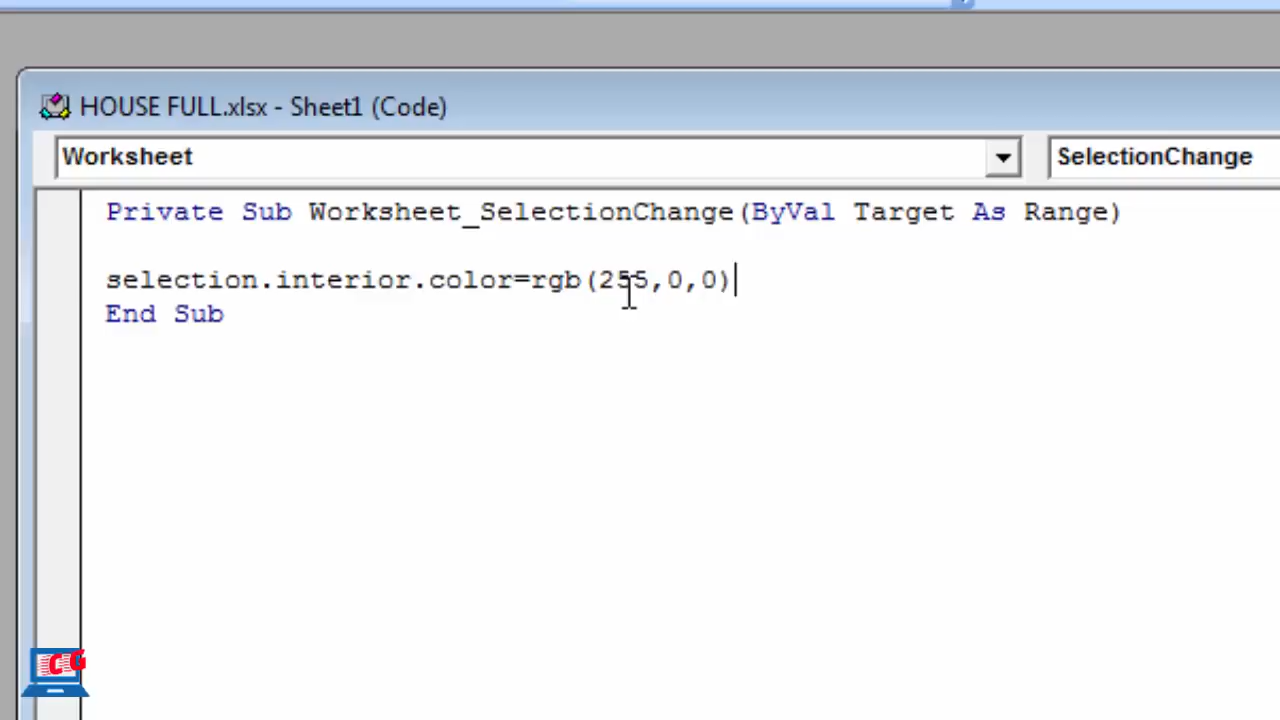 HOUSE FULL.xlsx - Sheet1 (Code)
Worksheet SelectionChange
Private Sub Worksheet_SelectionChange(ByVal Target As Range)
selection.interior.color=rgb(255,0,0)
End Sub
CG